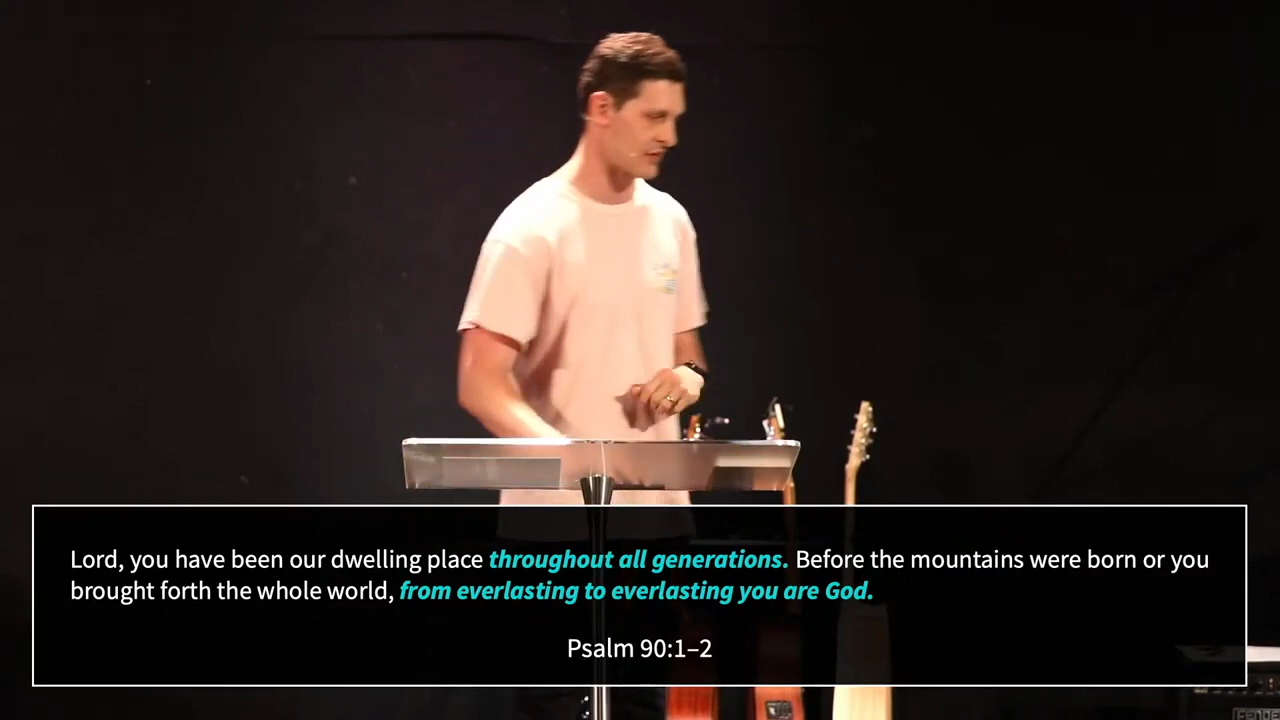 Lord, you have been our dwelling place throughout all generations. Before the mountains were born or you
brought forth the whole world, from everlasting to everlasting you are God.
Psalm 90:1–2